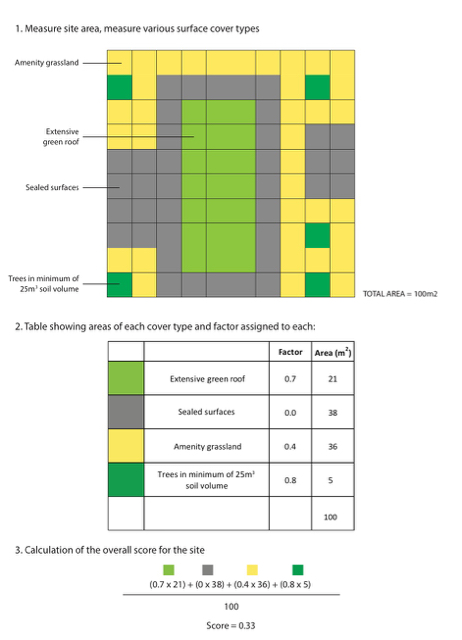 1. Measure site area, measure various surface cover types
Amenity grassland
Extensive
green roof
Sealed surfaces
Trees in minimum of
25m³ soil volume
TOTAL AREA = 100m2
2. Table showing areas of each cover type and factor assigned to each:
Factor Area (m²)
Extensive green roof 0.7 21
Sealed surfaces 0.0 38
Amenity grassland 0.4 36
Trees in minimum of 25m³
soil volume 0.8 5
100
3. Calculation of the overall score for the site
(0.7 x 21) + (0 x 38) + (0.4 x 36) + (0.8 x 5)
100
Score = 0.33